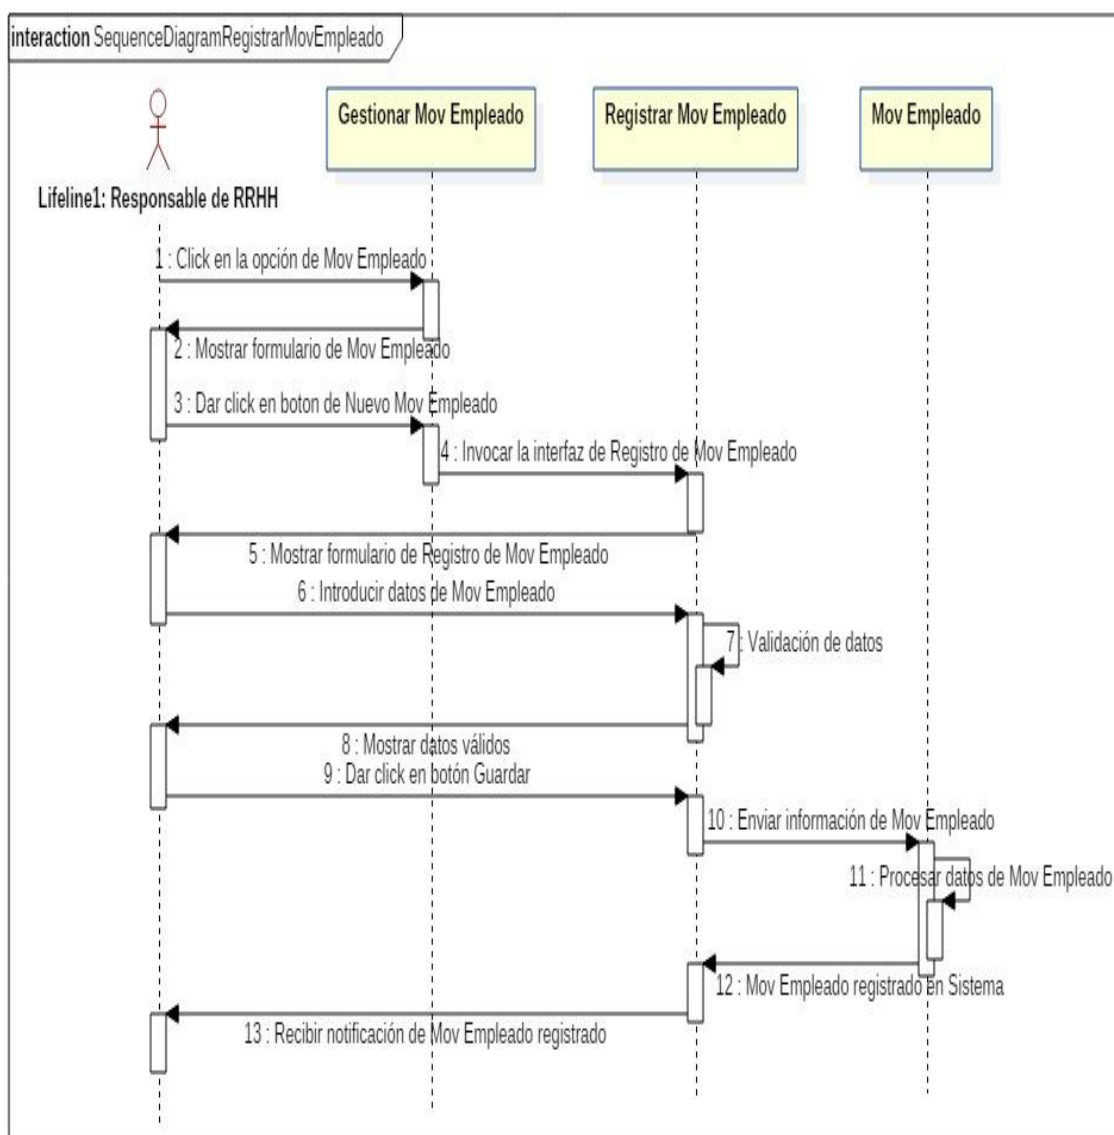 interaction SequenceDiagramRegistrarMovEmpleado
Gestionar Mov Empleado
Registrar Mov Empleado
Mov Empleado
Lifeline1: Responsable de RRHH
1 : Click en la opción de Mov Empleado
2 : Mostrar formulario de Mov Empleado
3 : Dar click en boton de Nuevo Mov Empleado
4 : Invocar la interfaz de Registro de Mov Empleado
5 : Mostrar formulario de Registro de Mov Empleado
6 : Introducir datos de Mov Empleado
7 : Validación de datos
8 : Mostrar datos válidos
9 : Dar click en botón Guardar
10 : Enviar información de Mov Empleado
11 : Procesar datos de Mov Empleado
12 : Mov Empleado registrado en Sistema
13 : Recibir notificación de Mov Empleado registrado